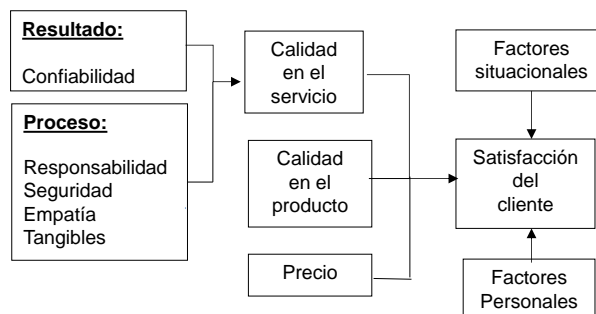 Resultado:
Confiabilidad
Proceso:
Responsabilidad
Seguridad
Empatía
Tangibles
Calidad
en el
servicio
Calidad
en el
producto
Precio
Factores
situacionales
Satisfacción
del
cliente
Factores
Personales